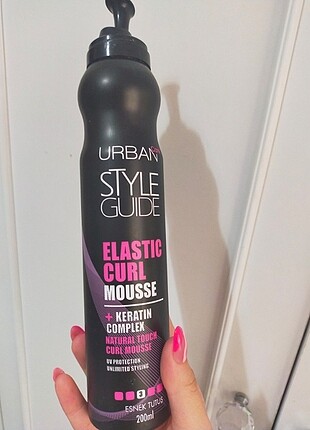 URBAN
STYLE
GUIDE
ELASTIC
CURL
MOUSSE
+ KERATIN
COMPLEX
NATURAL TOUCH
CURL MOUSSE
UV PROTECTION
UNLIMITED STYLING
3
ESNEK TUTUŞ
200ml